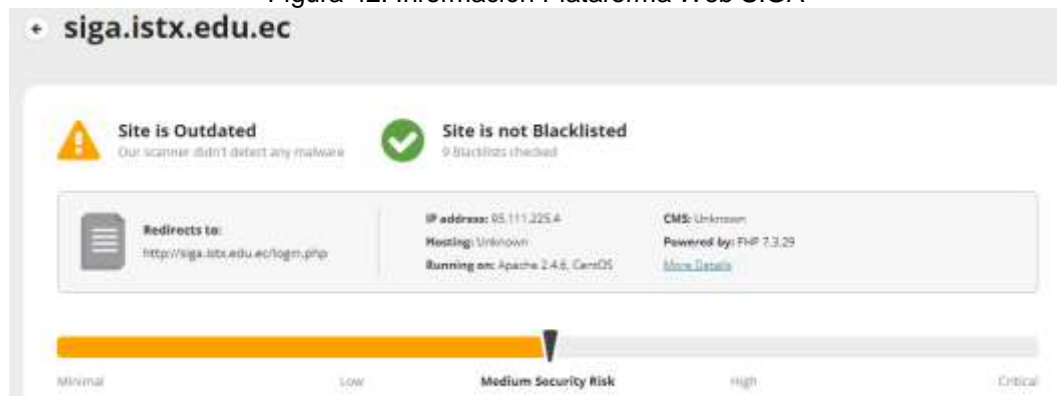 Figura 42. Información Plataforma Web SIGA
siga.istx.edu.ec
Site is Outdated
Our scanner didn't detect any malware
Site is not Blacklisted
9 Blacklists checked
Redirects to:
http://siga.istx.edu.ec/login.php
IP address: 95.111.225.4
Hosting: Unknown
Running on: Apache 2.4.6, CentOS
CMS: Unknown
Powered by: PHP 7.3.29
More Details
Minimal
Low
Medium Security Risk
High
Critical